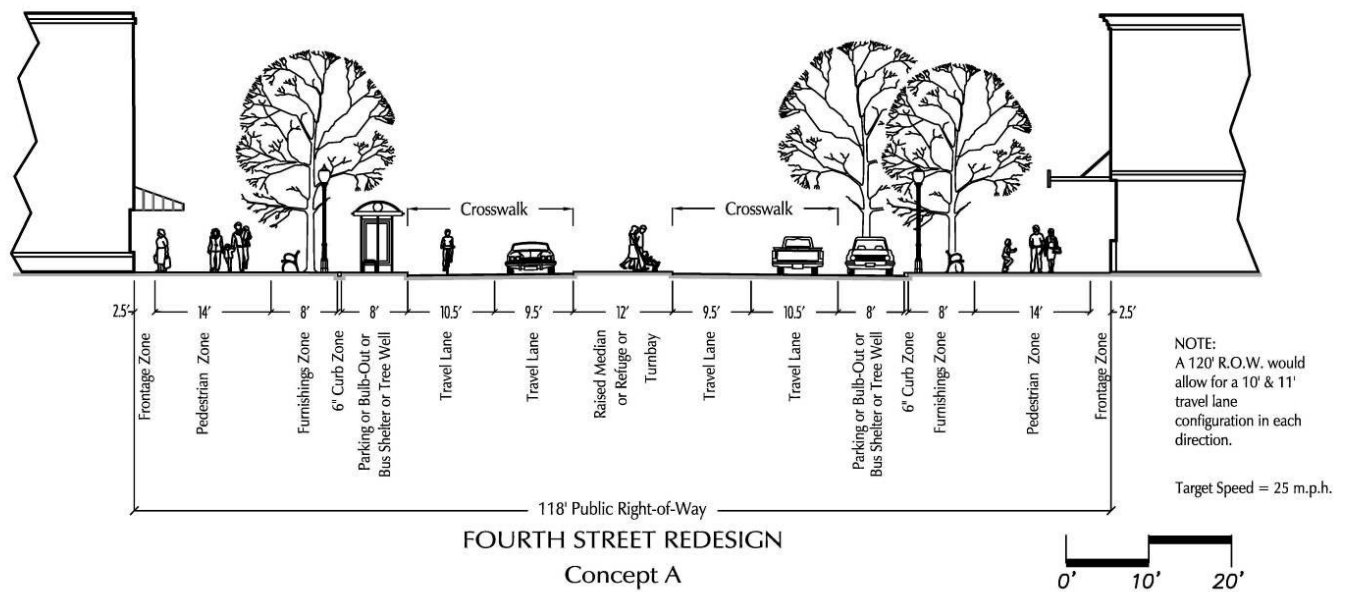 Crosswalk
Crosswalk
2.5'
14'
8'
8'
10.5'
9.5'
12'
9.5'
10.5'
8'
8'
14'
2.5'
Frontage Zone
Pedestrian Zone
Furnishings Zone
6" Curb Zone
Parking or Bulb-Out or
Bus Shelter or Tree Well
Travel Lane
Travel Lane
Raised Median
or Refuge or
Turnbay
Travel Lane
Travel Lane
Parking or Bulb-Out or
Bus Shelter or Tree Well
6" Curb Zone
Furnishings Zone
Pedestrian Zone
Frontage Zone
NOTE:
A 120' R.O.W. would
allow for a 10' & 11'
travel lane
configuration in each
direction.
Target Speed = 25 m.p.h.
118' Public Right-of-Way
FOURTH STREET REDESIGN
Concept A
0'
10'
20'